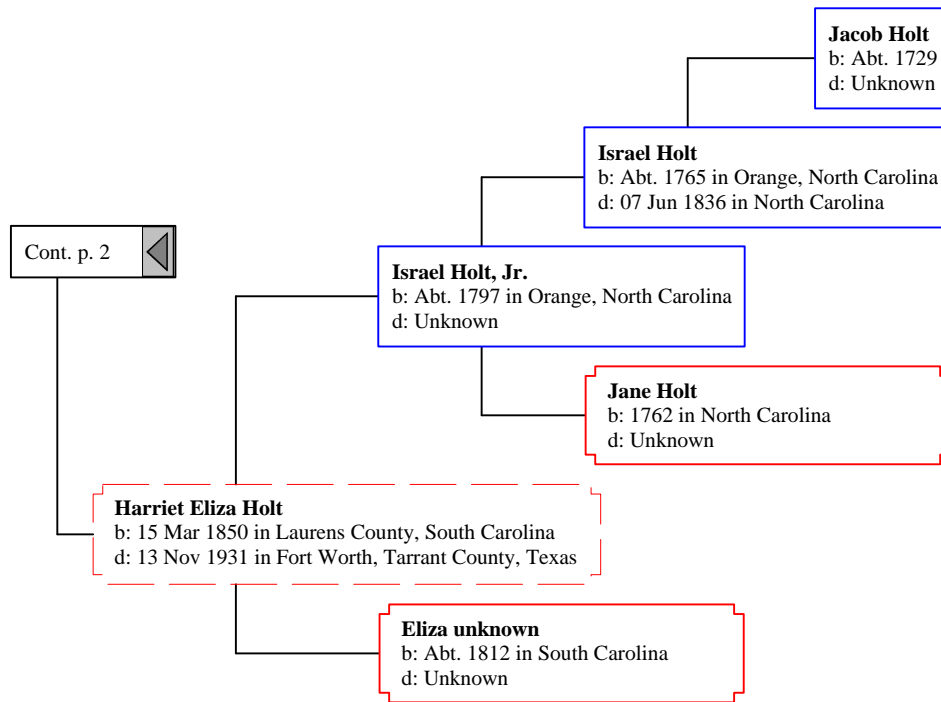 Jacob Holt
b: Abt. 1729
d: Unknown
Israel Holt
b: Abt. 1765 in Orange, North Carolina
d: 07 Jun 1836 in North Carolina
Cont. p. 2
Israel Holt, Jr.
b: Abt. 1797 in Orange, North Carolina
d: Unknown
Jane Holt
b: 1762 in North Carolina
d: Unknown
Harriet Eliza Holt
b: 15 Mar 1850 in Laurens County, South Carolina
d: 13 Nov 1931 in Fort Worth, Tarrant County, Texas
Eliza unknown
b: Abt. 1812 in South Carolina
d: Unknown